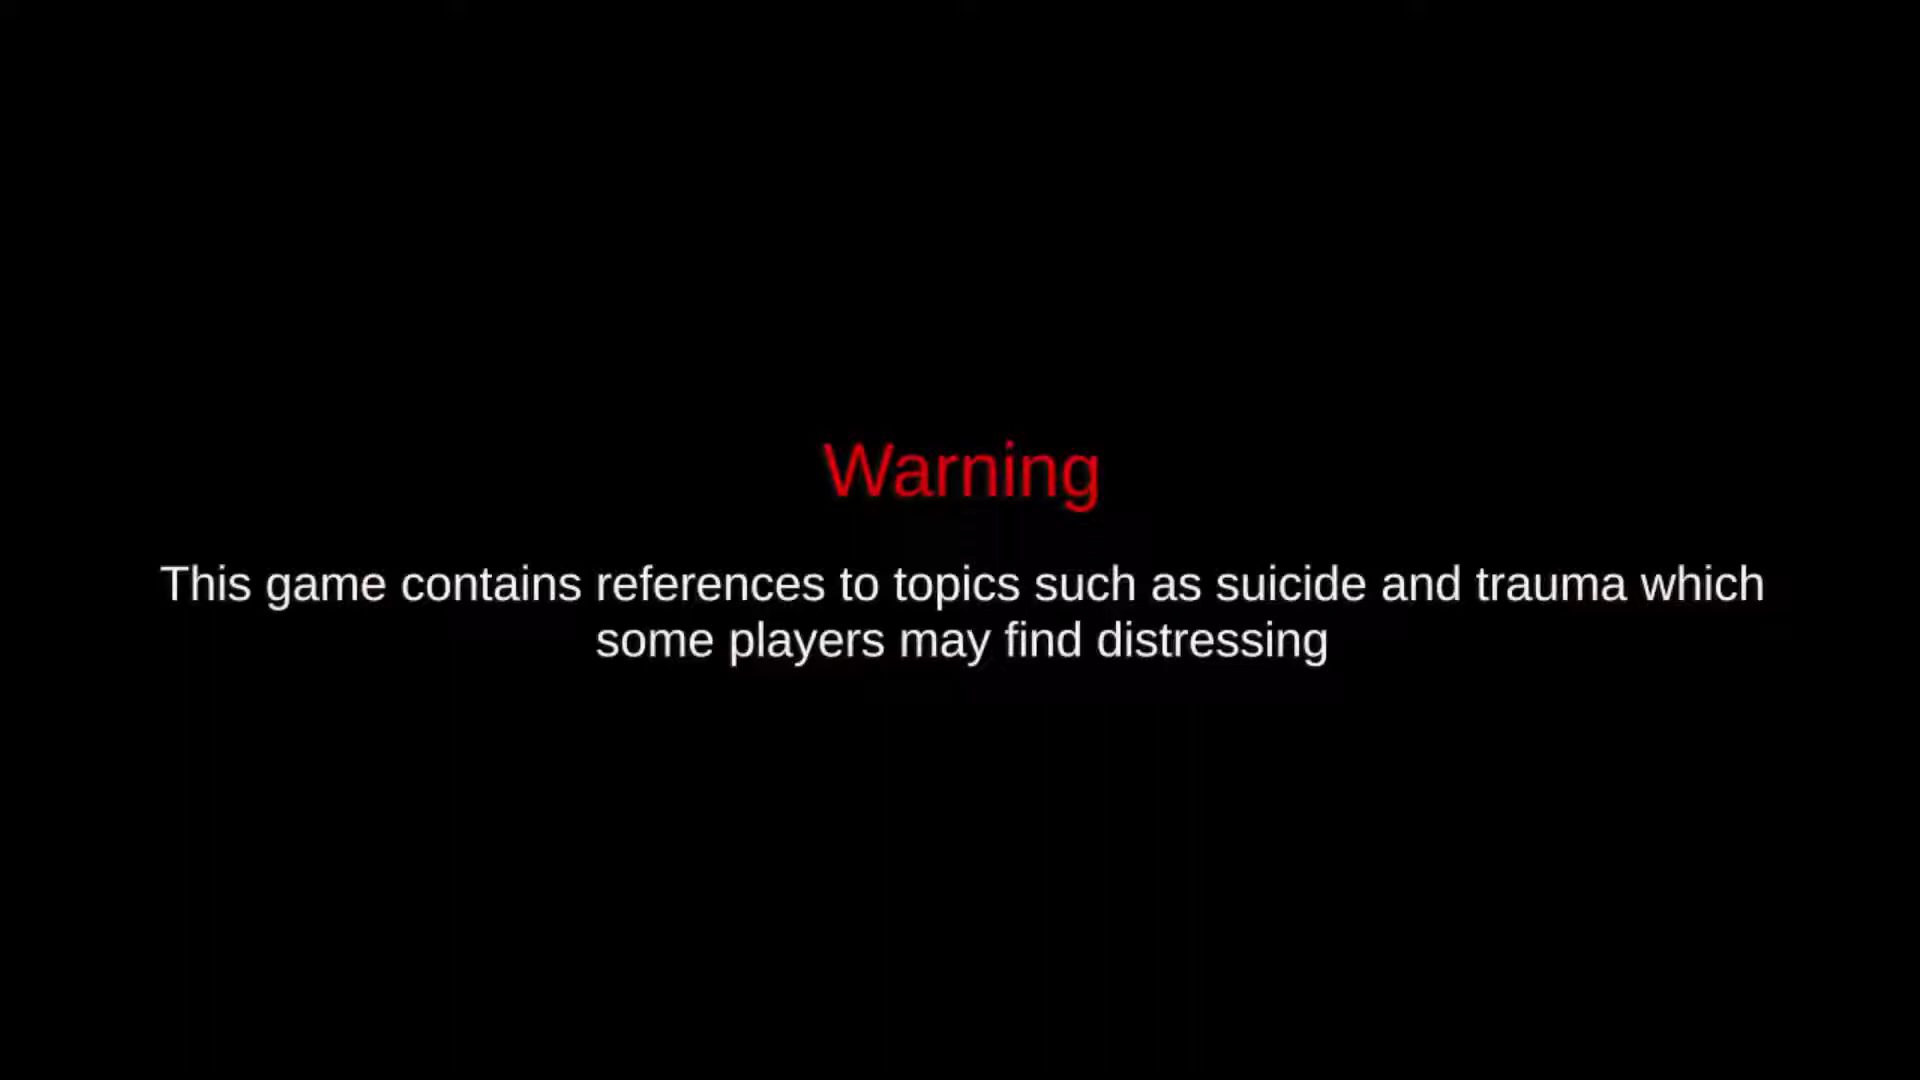 Warning
This game contains references to topics such as suicide and trauma which
some players may find distressing